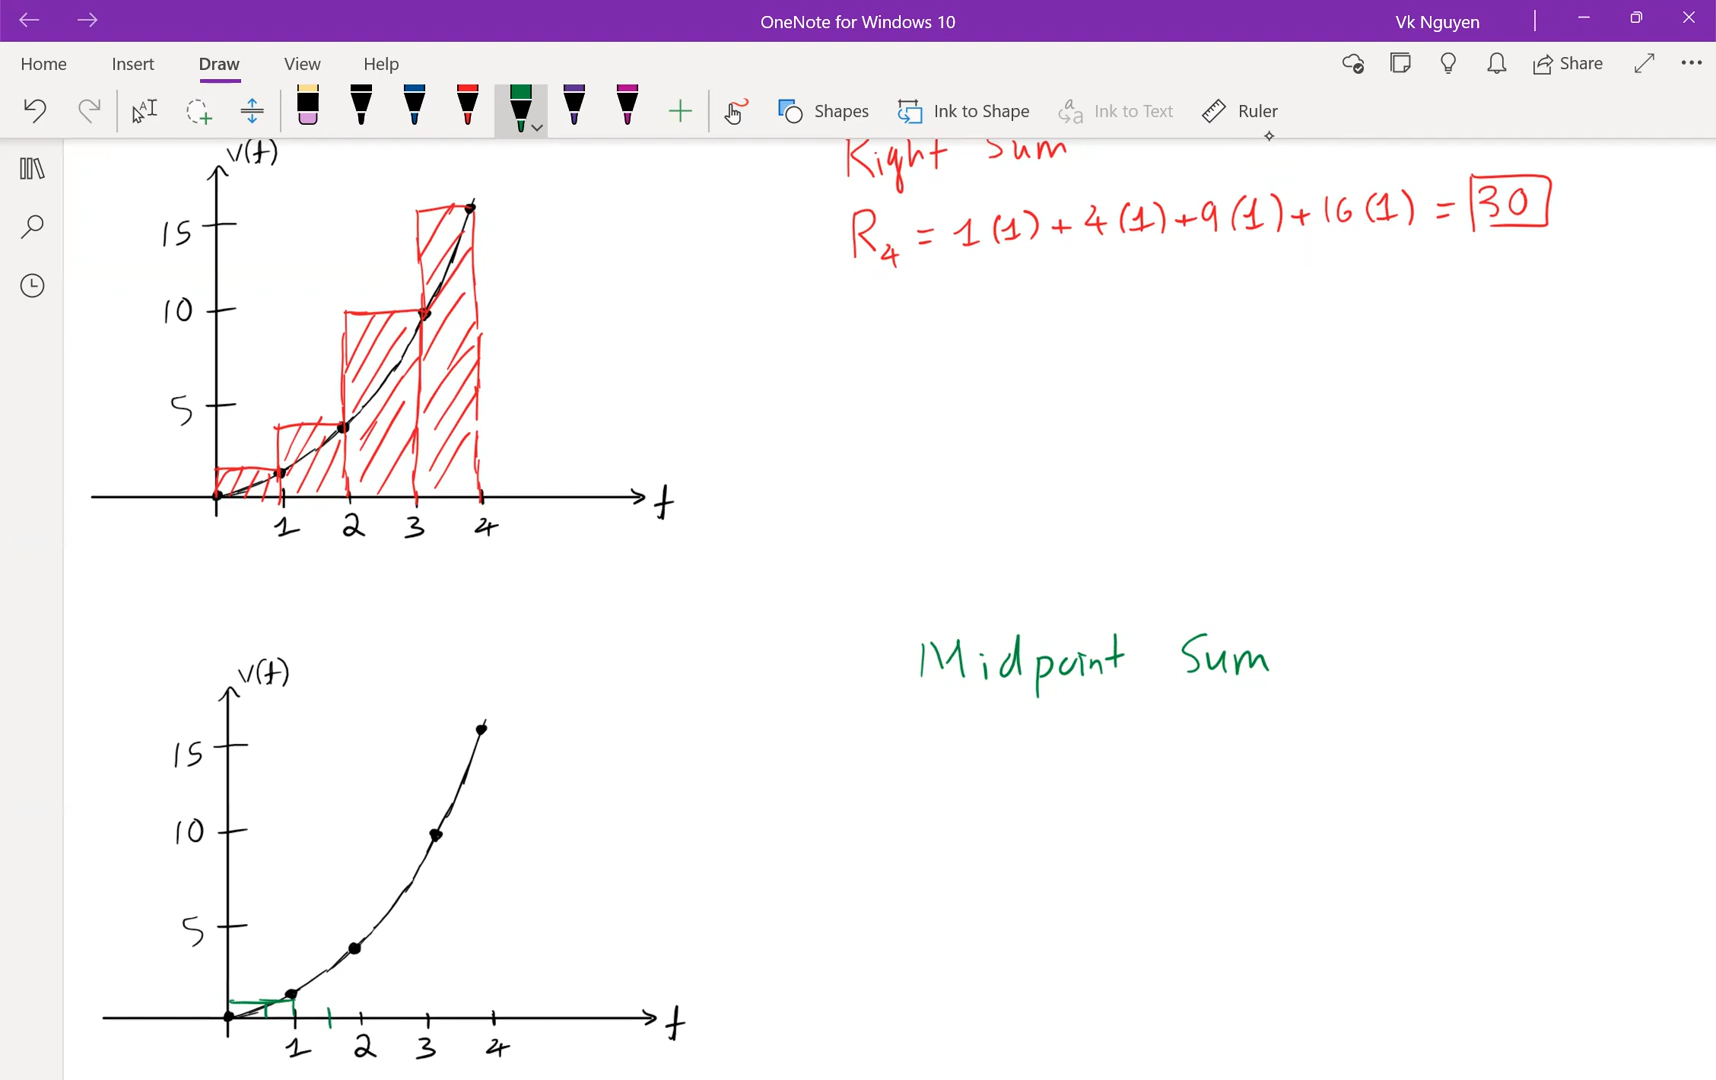 OneNote for Windows 10
Vk Nguyen
Home Insert Draw View Help
Share
Shapes
Ink to Shape
Ink to Text
Ruler
v(t)
15
10
5
1 2 3 4
t
Right Sum
R₄ = 1(1) + 4(1) + 9(1) + 16(1) = 30
Midpoint Sum
v(t)
15
10
5
1 2 3 4
t